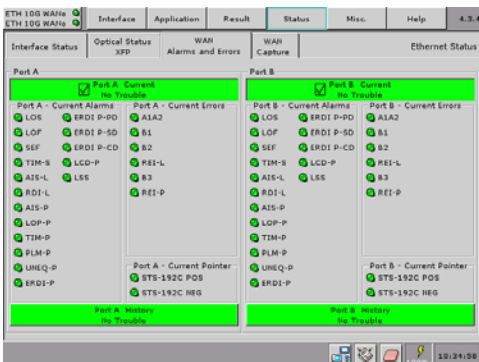 ETH 10G WANe
ETH 10G WANe
Interface Application Result Status Misc. Help 4.3.4
Interface Status
Optical Status
XFP
WAN
Alarms and Errors
WAN
Capture
Ethernet Status
Port A
Port A Current
No Trouble
Port A - Current Alarms
LOS ERDI P-PD
LOF ERDI P-SD
SEF ERDI P-CD
TIM-S LCD-P
AIS-L LSS
RDI-L
AIS-P
LOP-P
TIM-P
PLM-P
UNEQ-P
ERDI-P
Port A - Current Errors
A1A2
B1
B2
REI-L
B3
REI-P
Port A - Current Pointer
STS-192C POS
STS-192C NEG
Port A History
No Trouble
Port B
Port B Current
No Trouble
Port B - Current Alarms
LOS ERDI P-PD
LOF ERDI P-SD
SEF ERDI P-CD
TIM-S LCD-P
AIS-L LSS
RDI-L
AIS-P
LOP-P
TIM-P
PLM-P
UNEQ-P
ERDI-P
Port B - Current Errors
A1A2
B1
B2
REI-L
B3
REI-P
Port B - Current Pointer
STS-192C POS
STS-192C NEG
Port B History
No Trouble
10:34:58